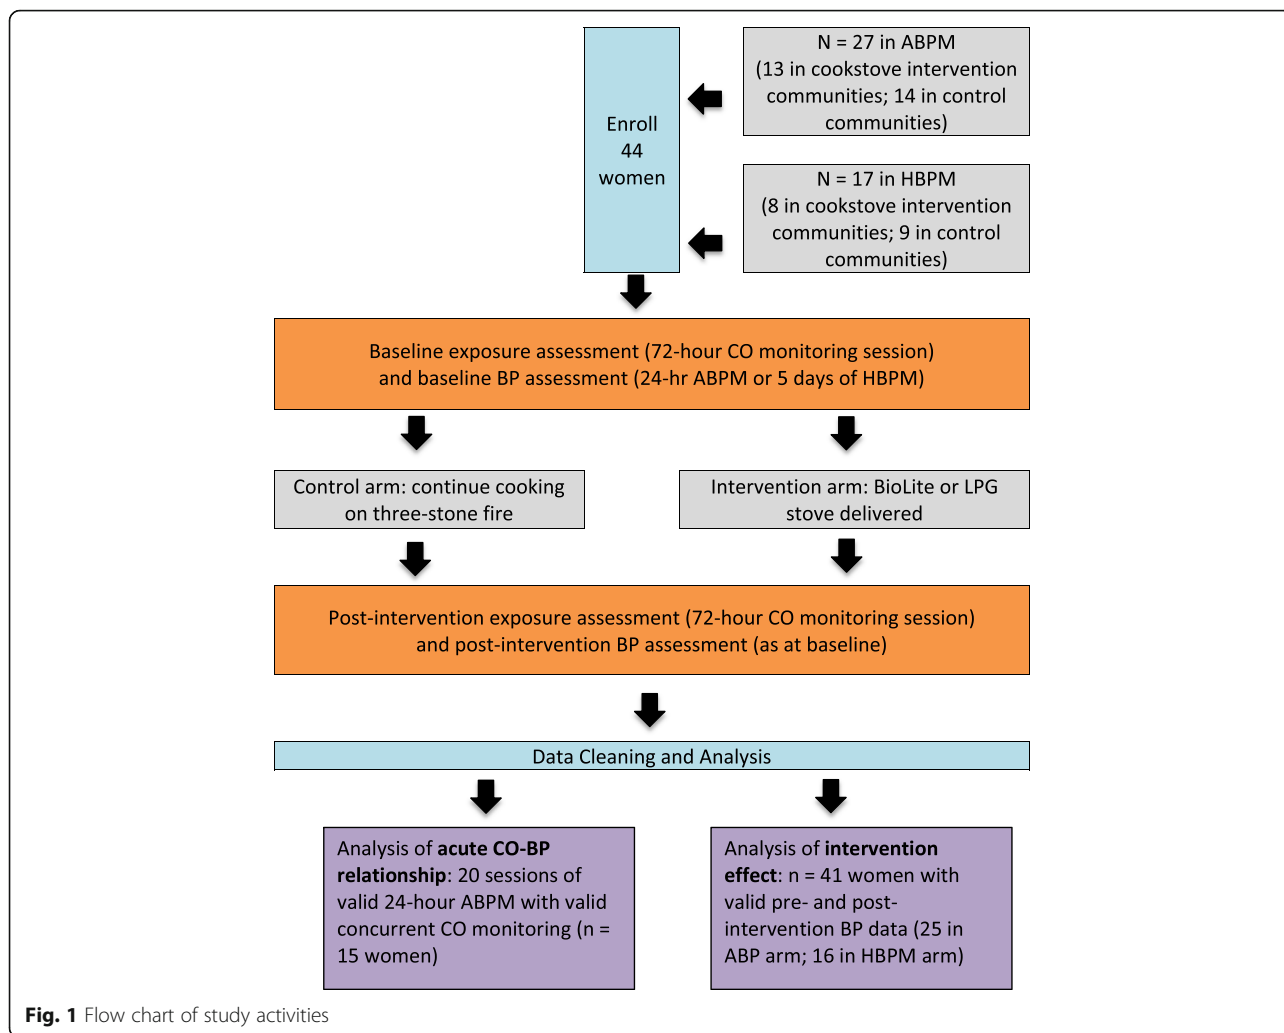 Enroll
44
women
N = 27 in ABPM
(13 in cookstove intervention
communities; 14 in control
communities)
N = 17 in HBPM
(8 in cookstove intervention
communities; 9 in control
communities)
Baseline exposure assessment (72-hour CO monitoring session)
and baseline BP assessment (24-hr ABPM or 5 days of HBPM)
Control arm: continue cooking
on three-stone fire
Intervention arm: BioLite or LPG
stove delivered
Post-intervention exposure assessment (72-hour CO monitoring session)
and post-intervention BP assessment (as at baseline)
Data Cleaning and Analysis
Analysis of acute CO-BP
relationship: 20 sessions of
valid 24-hour ABPM with valid
concurrent CO monitoring (n =
15 women)
Analysis of intervention
effect: n = 41 women with
valid pre- and post-
intervention BP data (25 in
ABP arm; 16 in HBPM arm)
Fig. 1 Flow chart of study activities